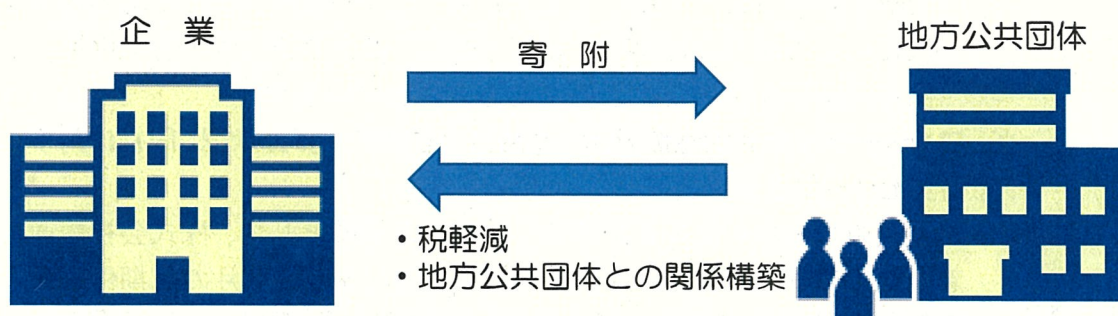 企　業
地方公共団体
寄　附
・税軽減
・地方公共団体との関係構築